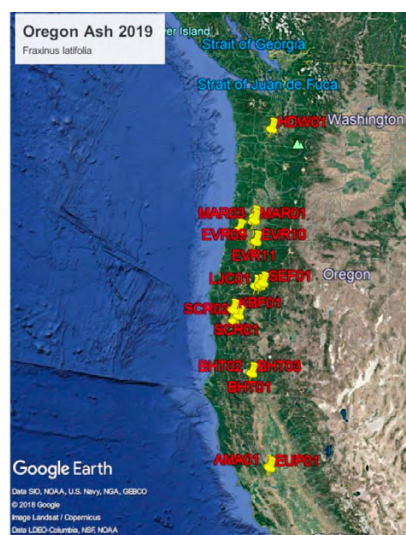 Oregon Ash 2019
Fraxinus latifolia
er Island
Strait of Georgia
Strait of Juan de Fuca
HDW01
Washington
MAR03
MAR01
EVR09
EVR10
EVR11
LJC01
SEF01
Oregon
SCR02
KBF01
SCR01
BHT02
BHT03
BHT01
AMA01
EUP01
Google Earth
Data SIO, NOAA, U.S. Navy, NGA, GEBCO
© 2018 Google
Image Landsat / Copernicus
Data LDEO-Columbia, NSF, NOAA